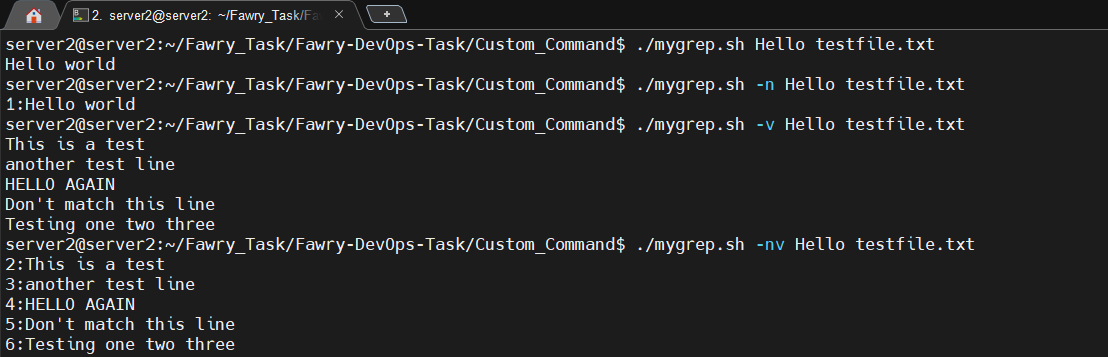 2. server2@server2: ~/Fawry_Task/Faw
server2@server2:~/Fawry_Task/Fawry-DevOps-Task/Custom_Command$ ./mygrep.sh Hello testfile.txt
Hello world
server2@server2:~/Fawry_Task/Fawry-DevOps-Task/Custom_Command$ ./mygrep.sh -n Hello testfile.txt
1:Hello world
server2@server2:~/Fawry_Task/Fawry-DevOps-Task/Custom_Command$ ./mygrep.sh -v Hello testfile.txt
This is a test
another test line
HELLO AGAIN
Don't match this line
Testing one two three
server2@server2:~/Fawry_Task/Fawry-DevOps-Task/Custom_Command$ ./mygrep.sh -nv Hello testfile.txt
2:This is a test
3:another test line
4:HELLO AGAIN
5:Don't match this line
6:Testing one two three